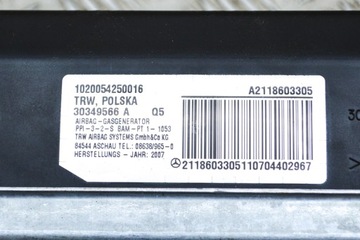 1020054250016
A2118603305
TRW, POLSKA
30349566 A Q5
AIRBAG-GASGENERATOR
PPI-3-2-S BAM-PT 1- 1053
TRW AIRBAG SYSTEMS GmbH&Co KG
84544 ASCHAU TEL: 08638/965-0
HERSTELLUNGS - JAHR: 2007
2118603305110704402967
30